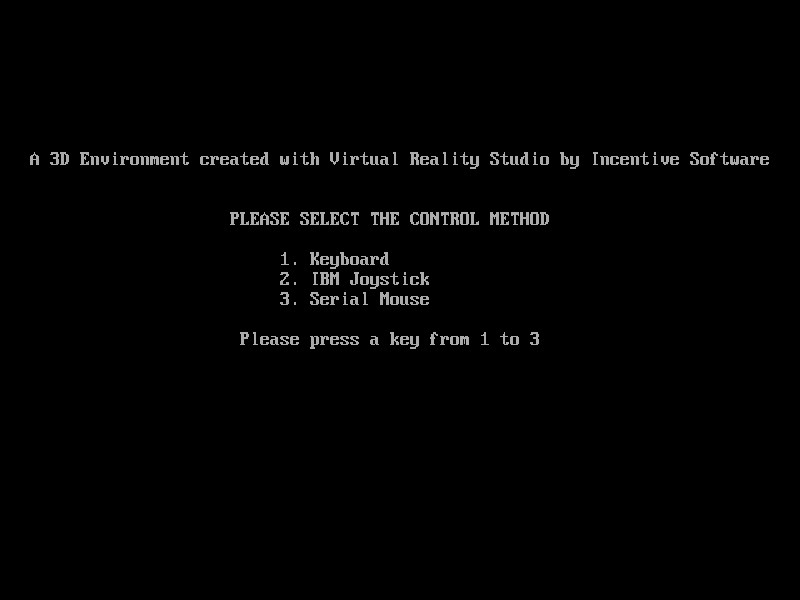 A 3D Environment created with Virtual Reality Studio by Incentive Software
PLEASE SELECT THE CONTROL METHOD
1. Keyboard
2. IBM Joystick
3. Serial Mouse
Please press a key from 1 to 3